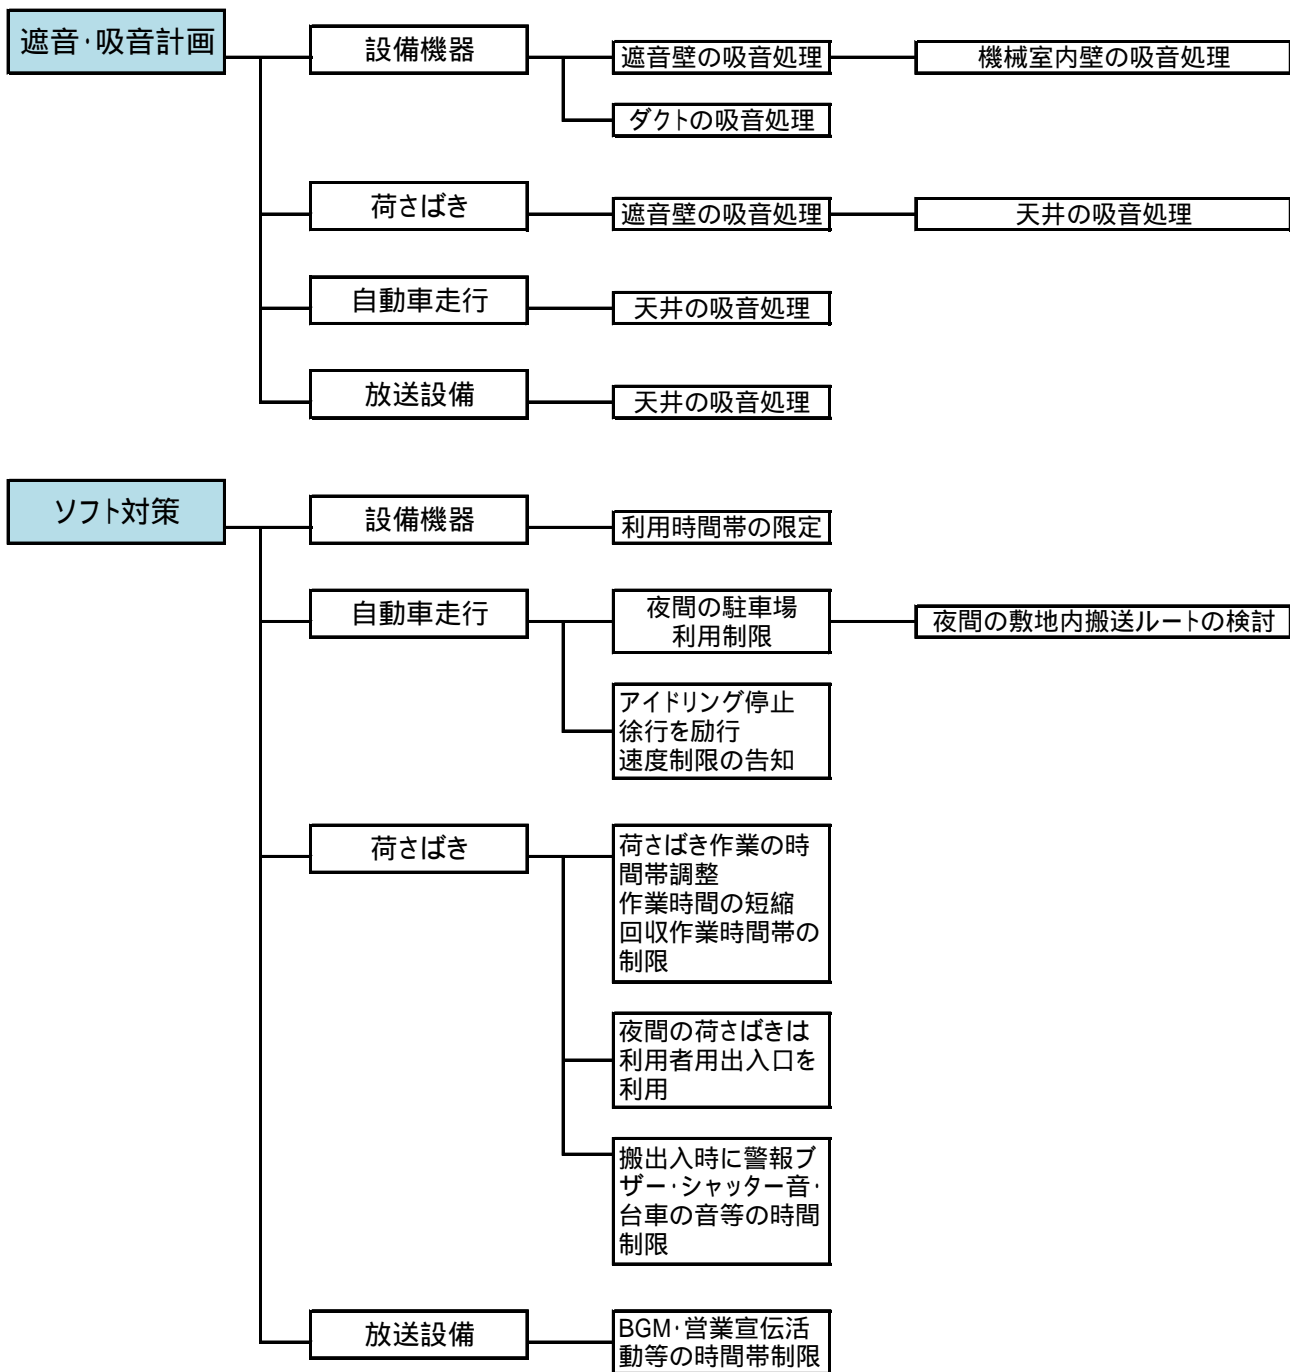 遮音･吸音計画
設備機器
遮音壁の吸音処理
機械室内壁の吸音処理
ダクトの吸音処理
荷さばき
遮音壁の吸音処理
天井の吸音処理
自動車走行
天井の吸音処理
放送設備
天井の吸音処理
ソフト対策
設備機器
利用時間帯の限定
自動車走行
夜間の駐車場
利用制限
夜間の敷地内搬送ルートの検討
アイドリング停止
徐行を励行
速度制限の告知
荷さばき
荷さばき作業の時
間帯調整
作業時間の短縮
回収作業時間帯の
制限
夜間の荷さばきは
利用者用出入口を
利用
搬出入時に警報ブ
ザー･シャッター音･
台車の音等の時間
制限
放送設備
BGM･営業宣伝活
動等の時間帯制限